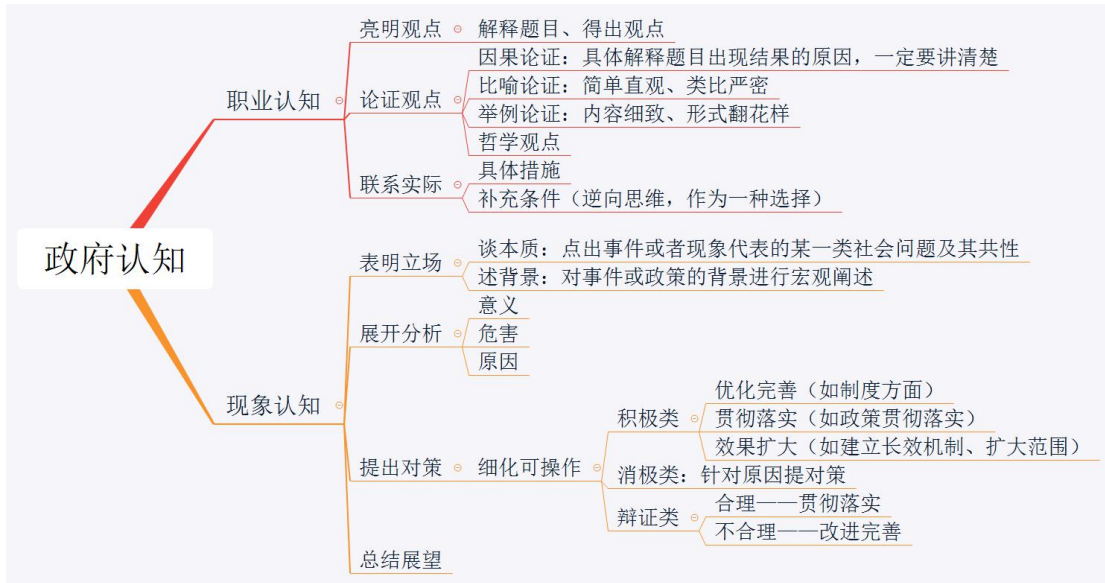 政府认知
职业认知
亮明观点
解释题目、得出观点
论证观点
因果论证：具体解释题目出现结果的原因，一定要讲清楚
比喻论证：简单直观、类比严密
举例论证：内容细致、形式翻花样
哲学观点
联系实际
具体措施
补充条件（逆向思维，作为一种选择）
现象认知
表明立场
谈本质：点出事件或者现象代表的某一类社会问题及其共性
述背景：对事件或政策的背景进行宏观阐述
展开分析
意义
危害
原因
提出对策
细化可操作
积极类
优化完善（如制度方面）
贯彻落实（如政策贯彻落实）
效果扩大（如建立长效机制、扩大范围）
消极类：针对原因提对策
辩证类
合理——贯彻落实
不合理——改进完善
总结展望